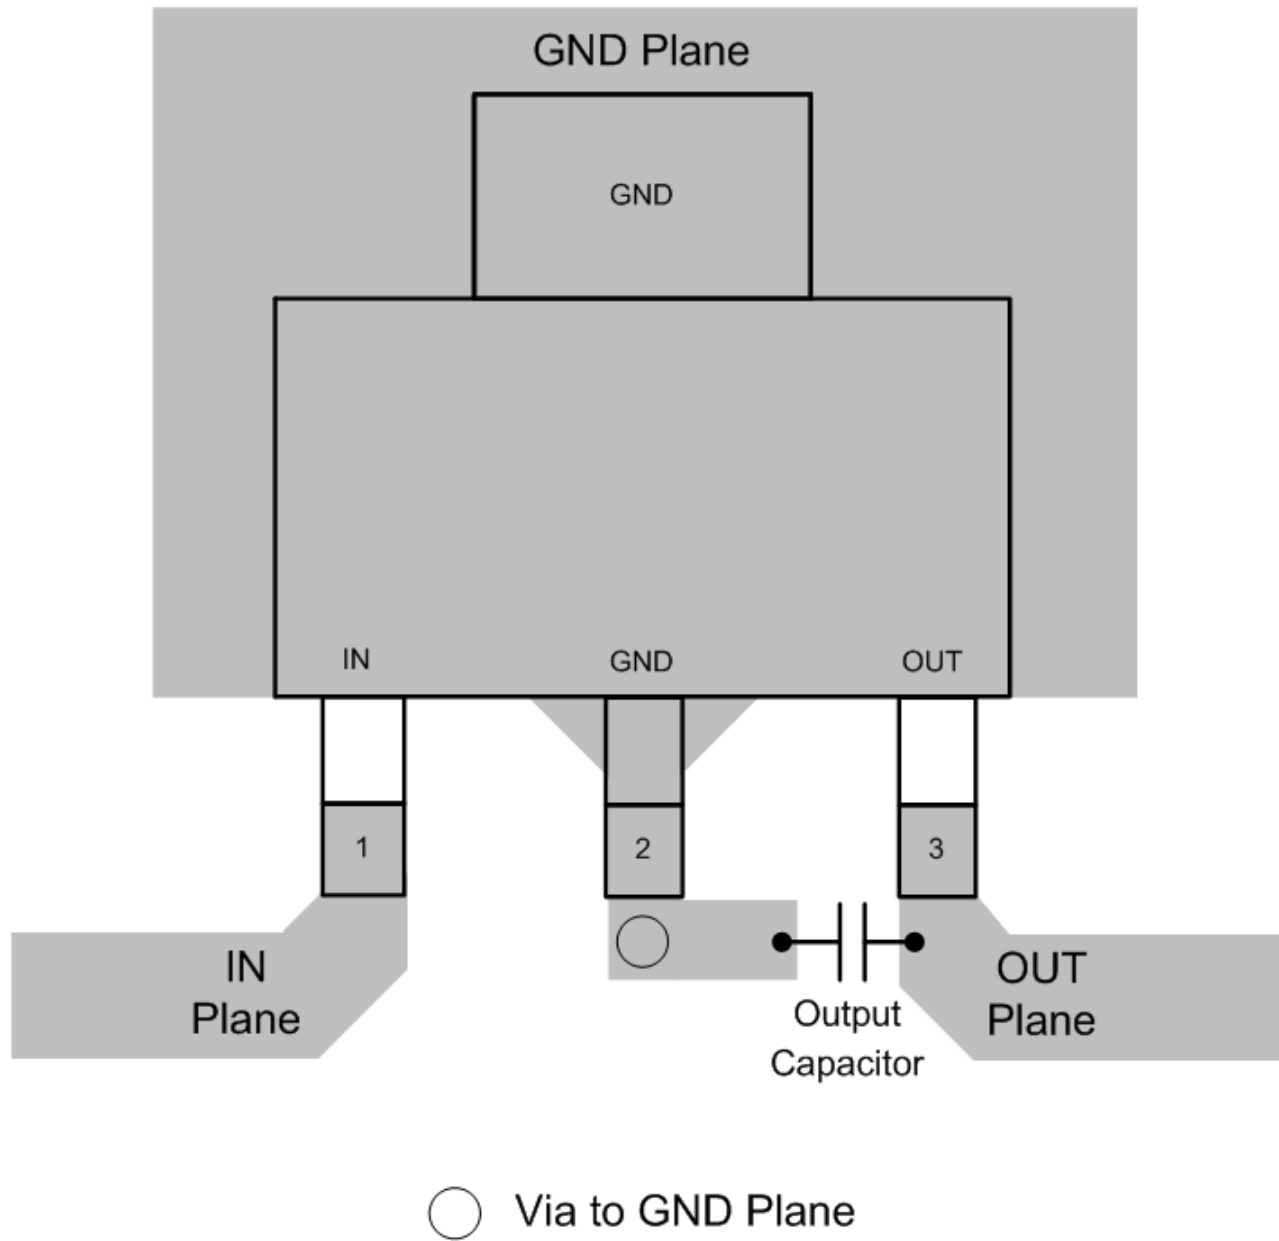 GND Plane
GND
IN
GND
OUT
1
2
3
IN
Plane
OUT
Plane
Output
Capacitor
Via to GND Plane